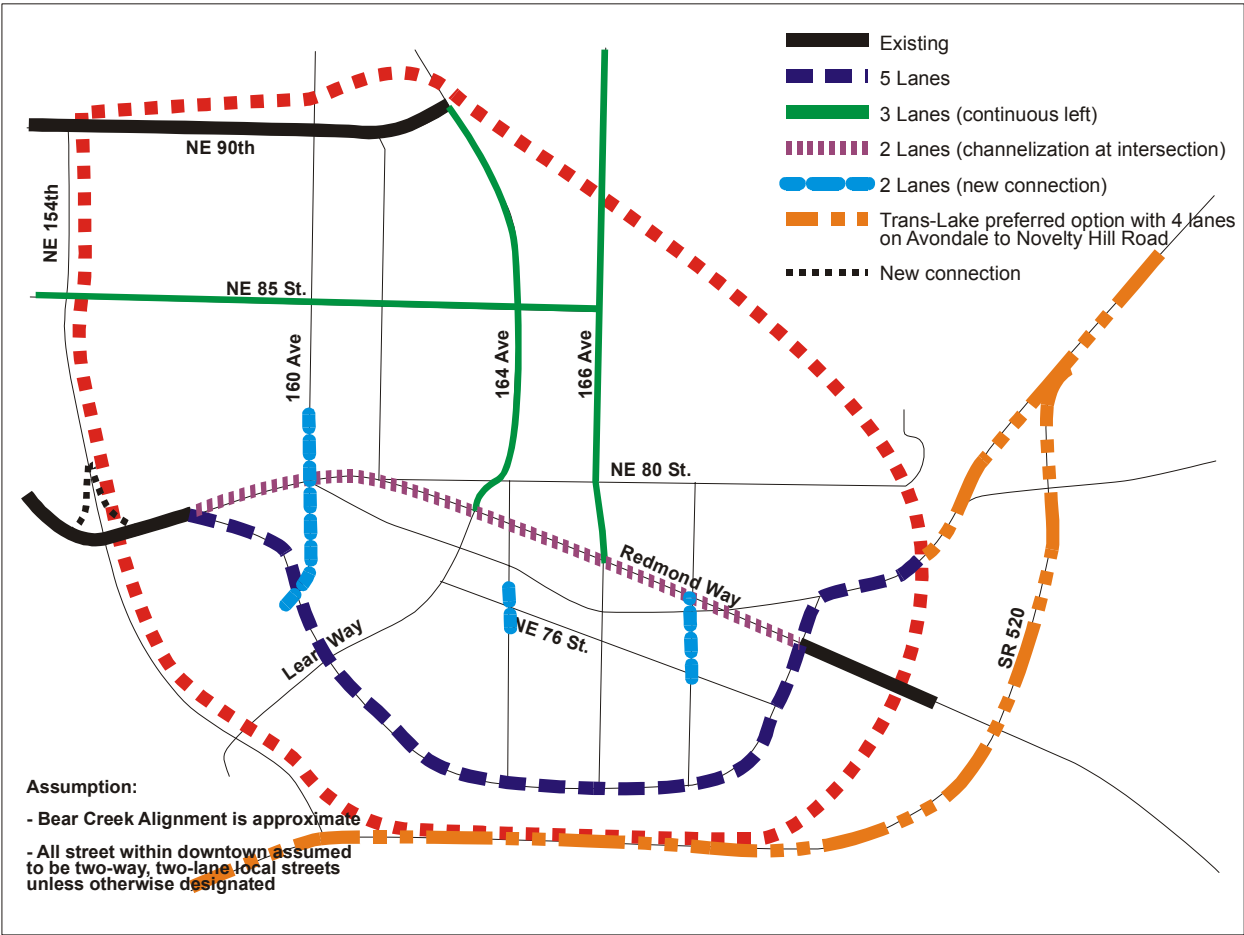 Existing
5 Lanes
3 Lanes (continuous left)
2 Lanes (channelization at intersection)
2 Lanes (new connection)
Trans-Lake preferred option with 4 lanes
on Avondale to Novelty Hill Road
New connection
NE 90th
NE 154th
NE 85 St.
160 Ave
164 Ave
166 Ave
NE 80 St.
Redmond Way
NE 76 St.
Leary Way
SR 520
Assumption:
- Bear Creek Alignment is approximate
- All street within downtown assumed
to be two-way, two-lane local streets
unless otherwise designated